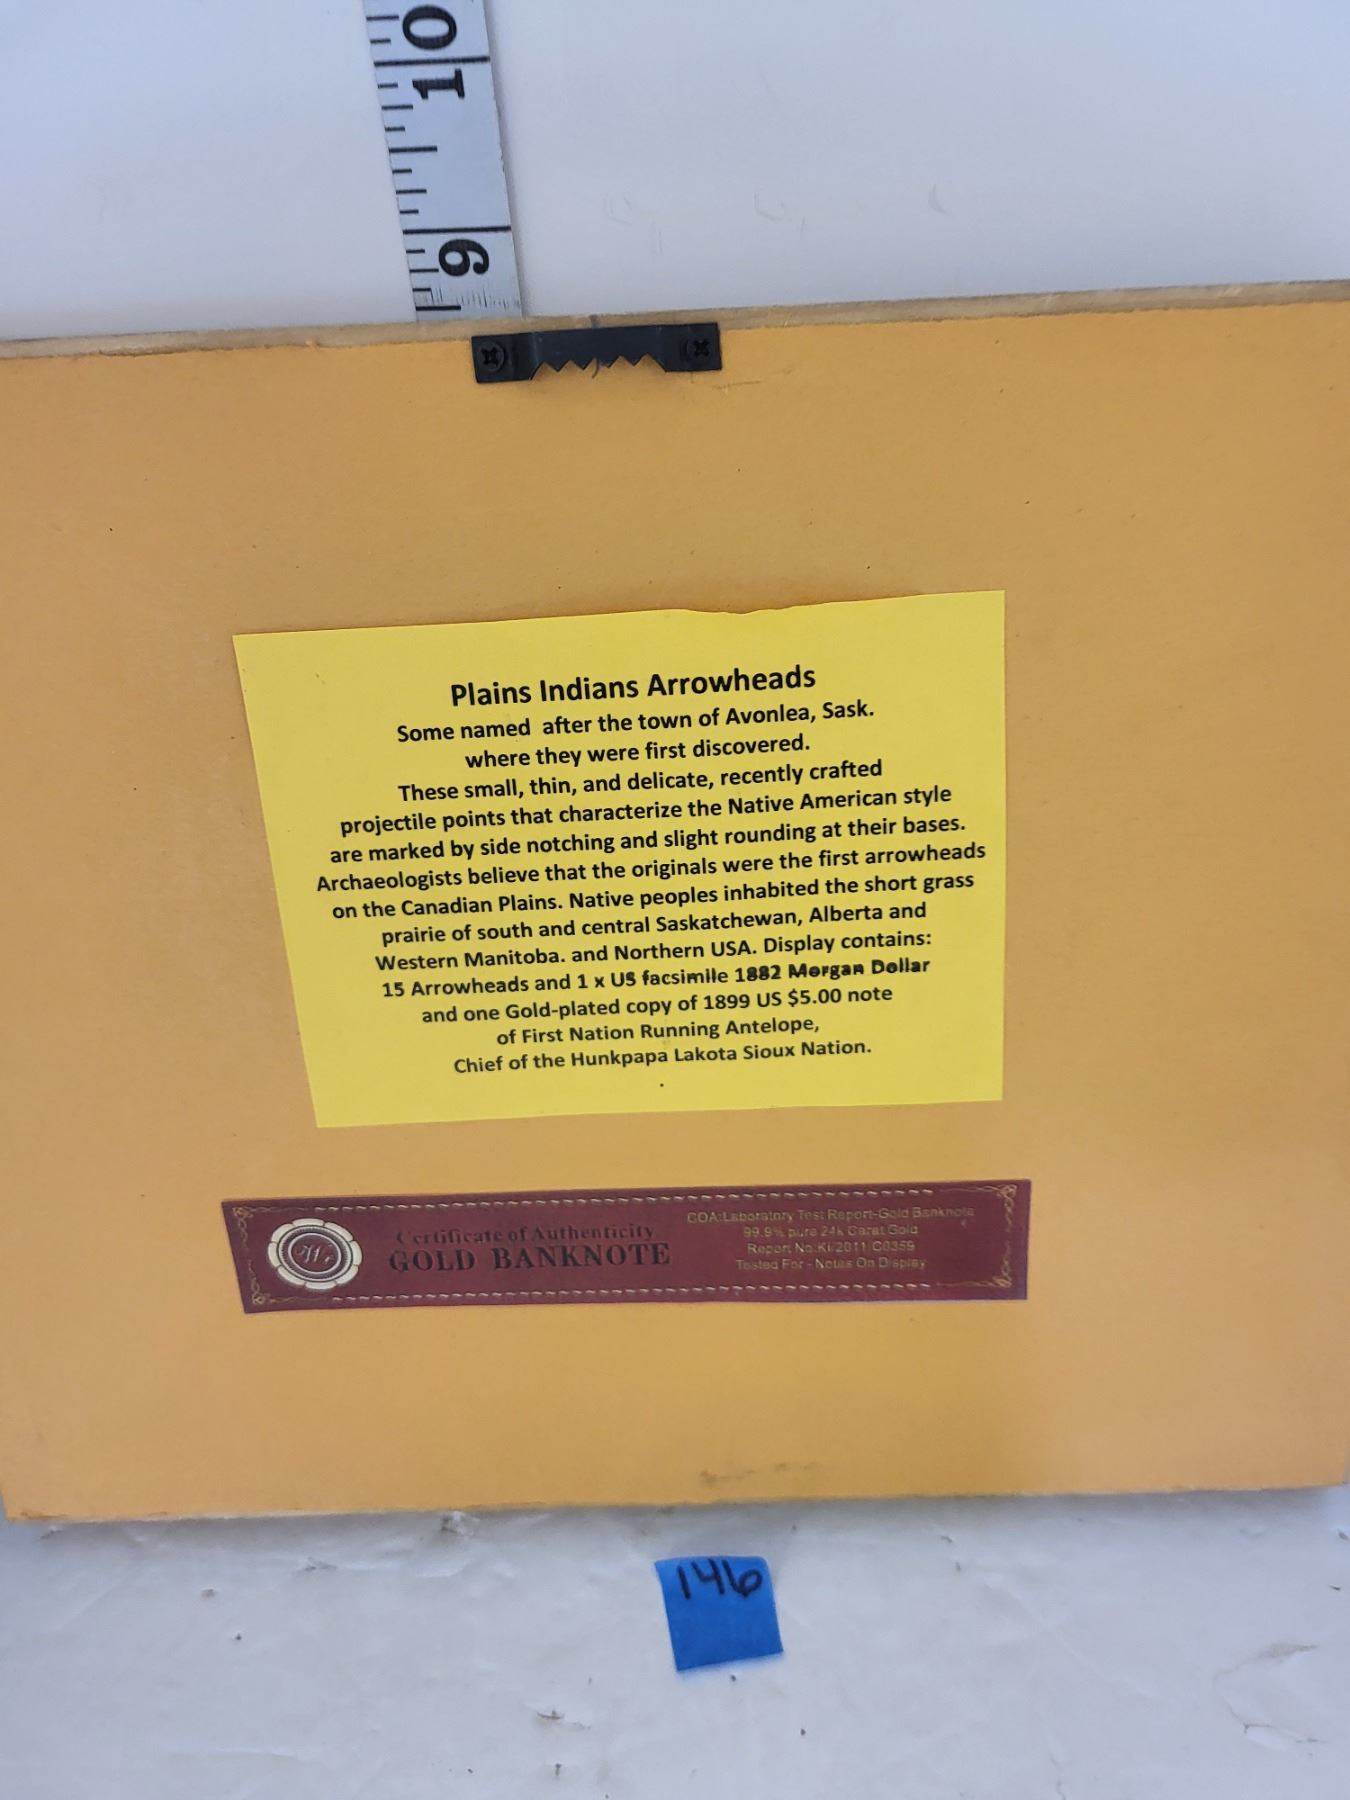 10
9
Plains Indians Arrowheads
Some named after the town of Avonlea, Sask.
where they were first discovered.
These small, thin, and delicate, recently crafted
projectile points that characterize the Native American style
are marked by side notching and slight rounding at their bases.
Archaeologists believe that the originals were the first arrowheads
on the Canadian Plains. Native peoples inhabited the short grass
prairie of south and central Saskatchewan, Alberta and
Western Manitoba. and Northern USA. Display contains:
15 Arrowheads and 1 x US facsimile 1882 Morgan Dollar
and one Gold-plated copy of 1899 US $5.00 note
of First Nation Running Antelope,
Chief of the Hunkpapa Lakota Sioux Nation.
.
Certificate of Authenticity
GOLD BANKNOTE
COA:Laboratory Test Report-Gold Banknote
99.9% pure 24k Carat Gold
Report No:KI/2011/C0359
Tested For - Notes On Display
146